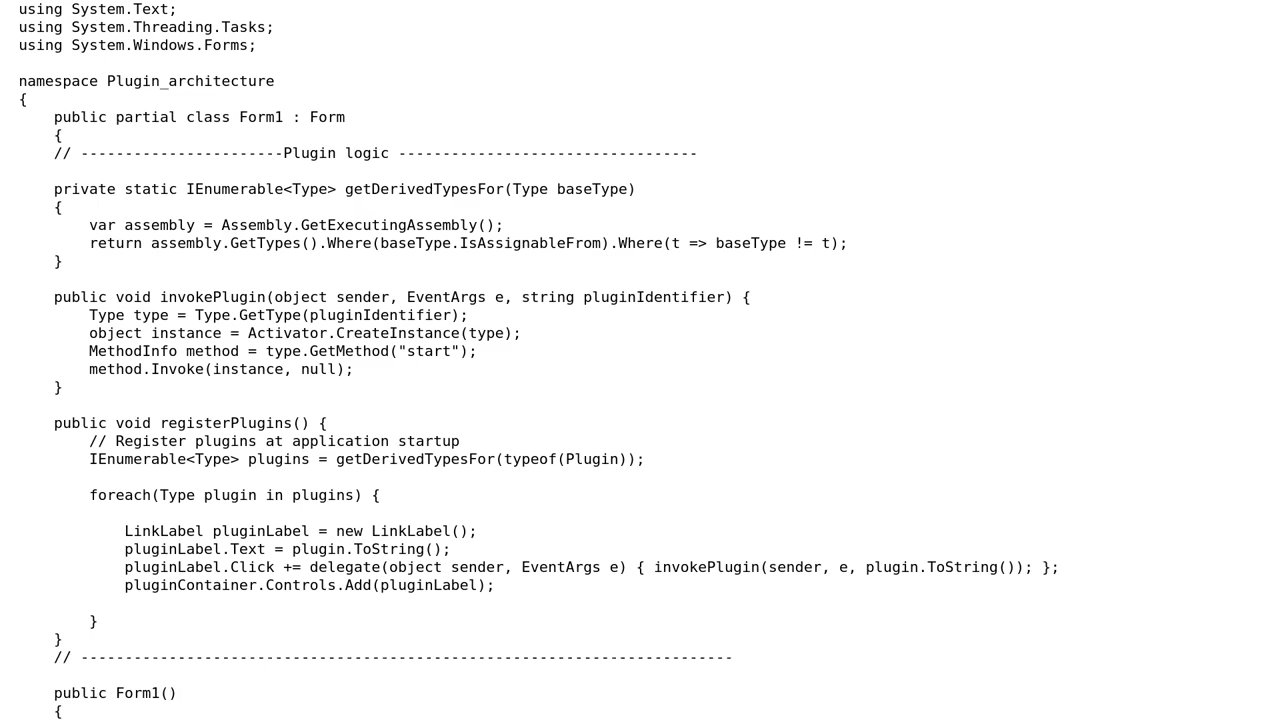 using System.Text;
using System.Threading.Tasks;
using System.Windows.Forms;

namespace Plugin_architecture
{
    public partial class Form1 : Form
    {
    // -----------------------Plugin logic ----------------------------------

    private static IEnumerable<Type> getDerivedTypesFor(Type baseType)
    {
        var assembly = Assembly.GetExecutingAssembly();
        return assembly.GetTypes().Where(baseType.IsAssignableFrom).Where(t => baseType != t);
    }

    public void invokePlugin(object sender, EventArgs e, string pluginIdentifier) {
        Type type = Type.GetType(pluginIdentifier);
        object instance = Activator.CreateInstance(type);
        MethodInfo method = type.GetMethod("start");
        method.Invoke(instance, null);
    }

    public void registerPlugins() {
        // Register plugins at application startup
        IEnumerable<Type> plugins = getDerivedTypesFor(typeof(Plugin));

        foreach(Type plugin in plugins) {

            LinkLabel pluginLabel = new LinkLabel();
            pluginLabel.Text = plugin.ToString();
            pluginLabel.Click += delegate(object sender, EventArgs e) { invokePlugin(sender, e, plugin.ToString()); };
            pluginContainer.Controls.Add(pluginLabel);

        }
    }
    // --------------------------------------------------------------------------

    public Form1()
    {